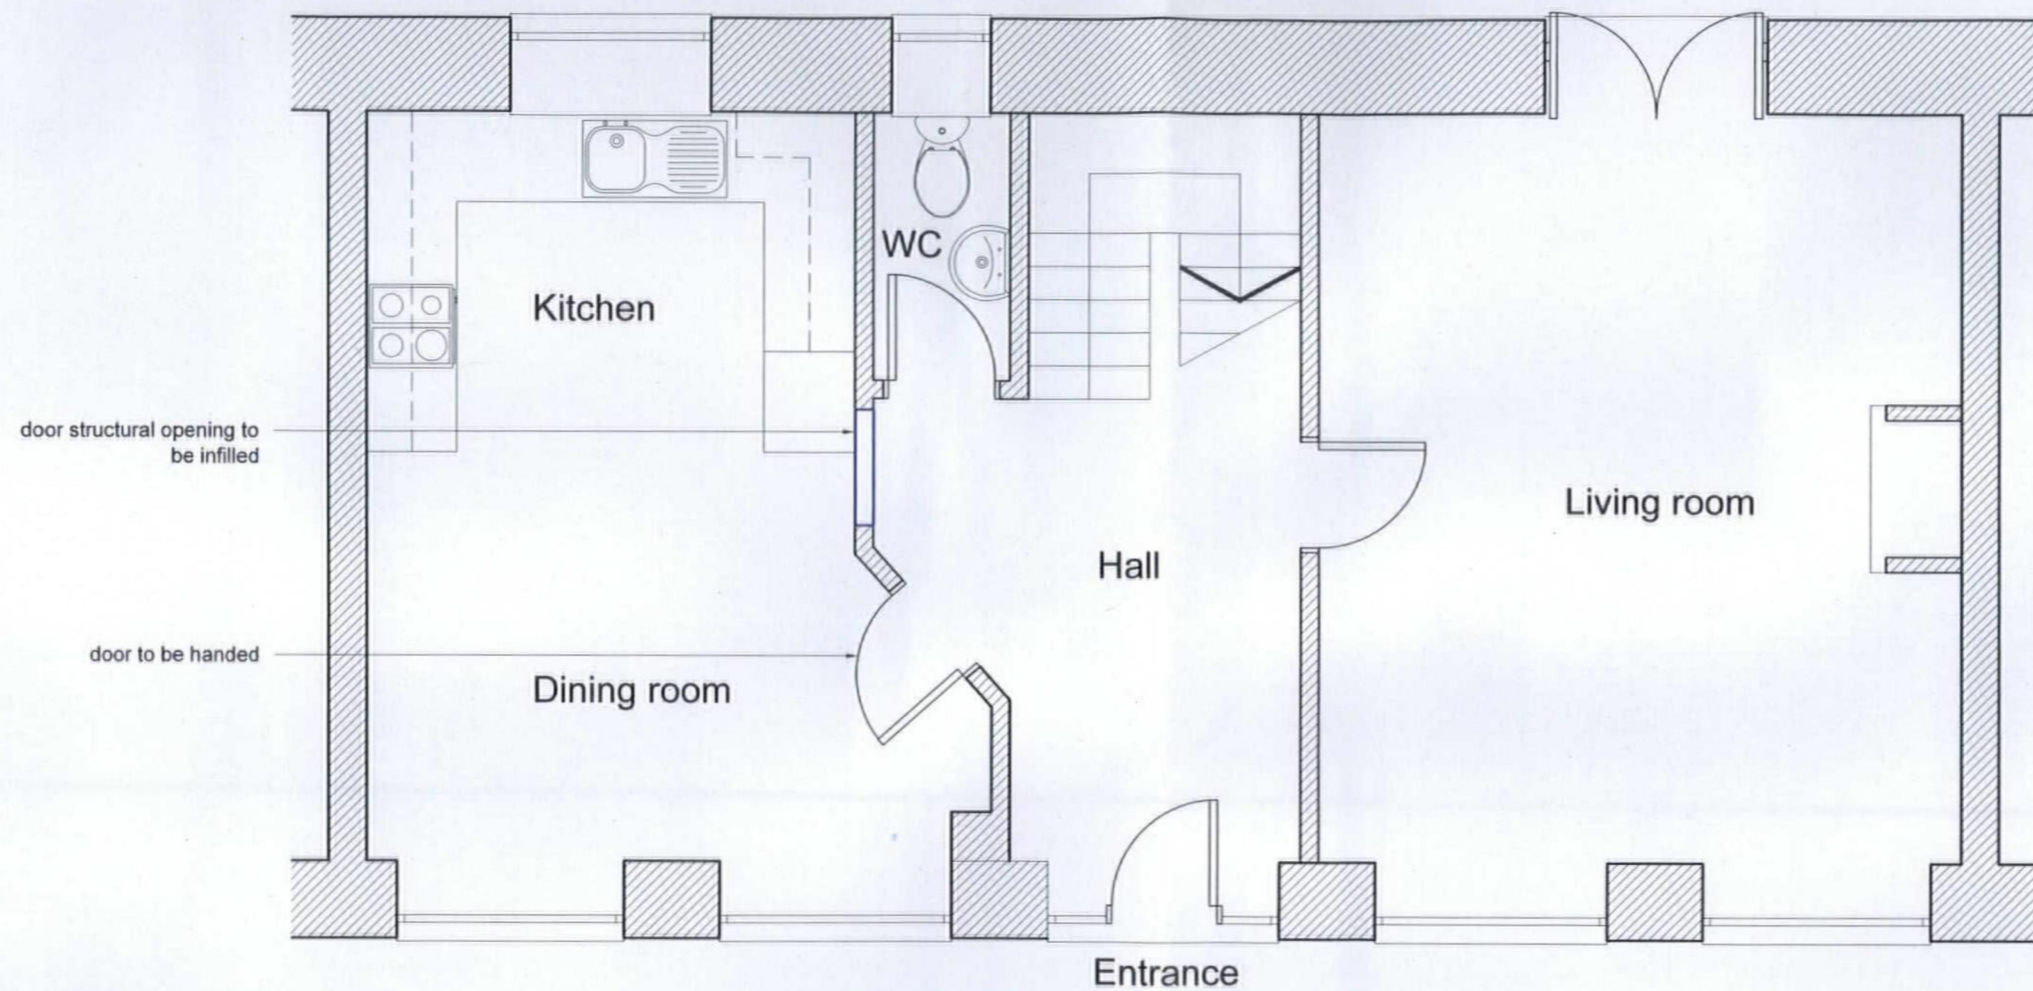 WC
Kitchen
door structural opening to
be infilled
Living room
Hall
door to be handed
Dining room
Entrance